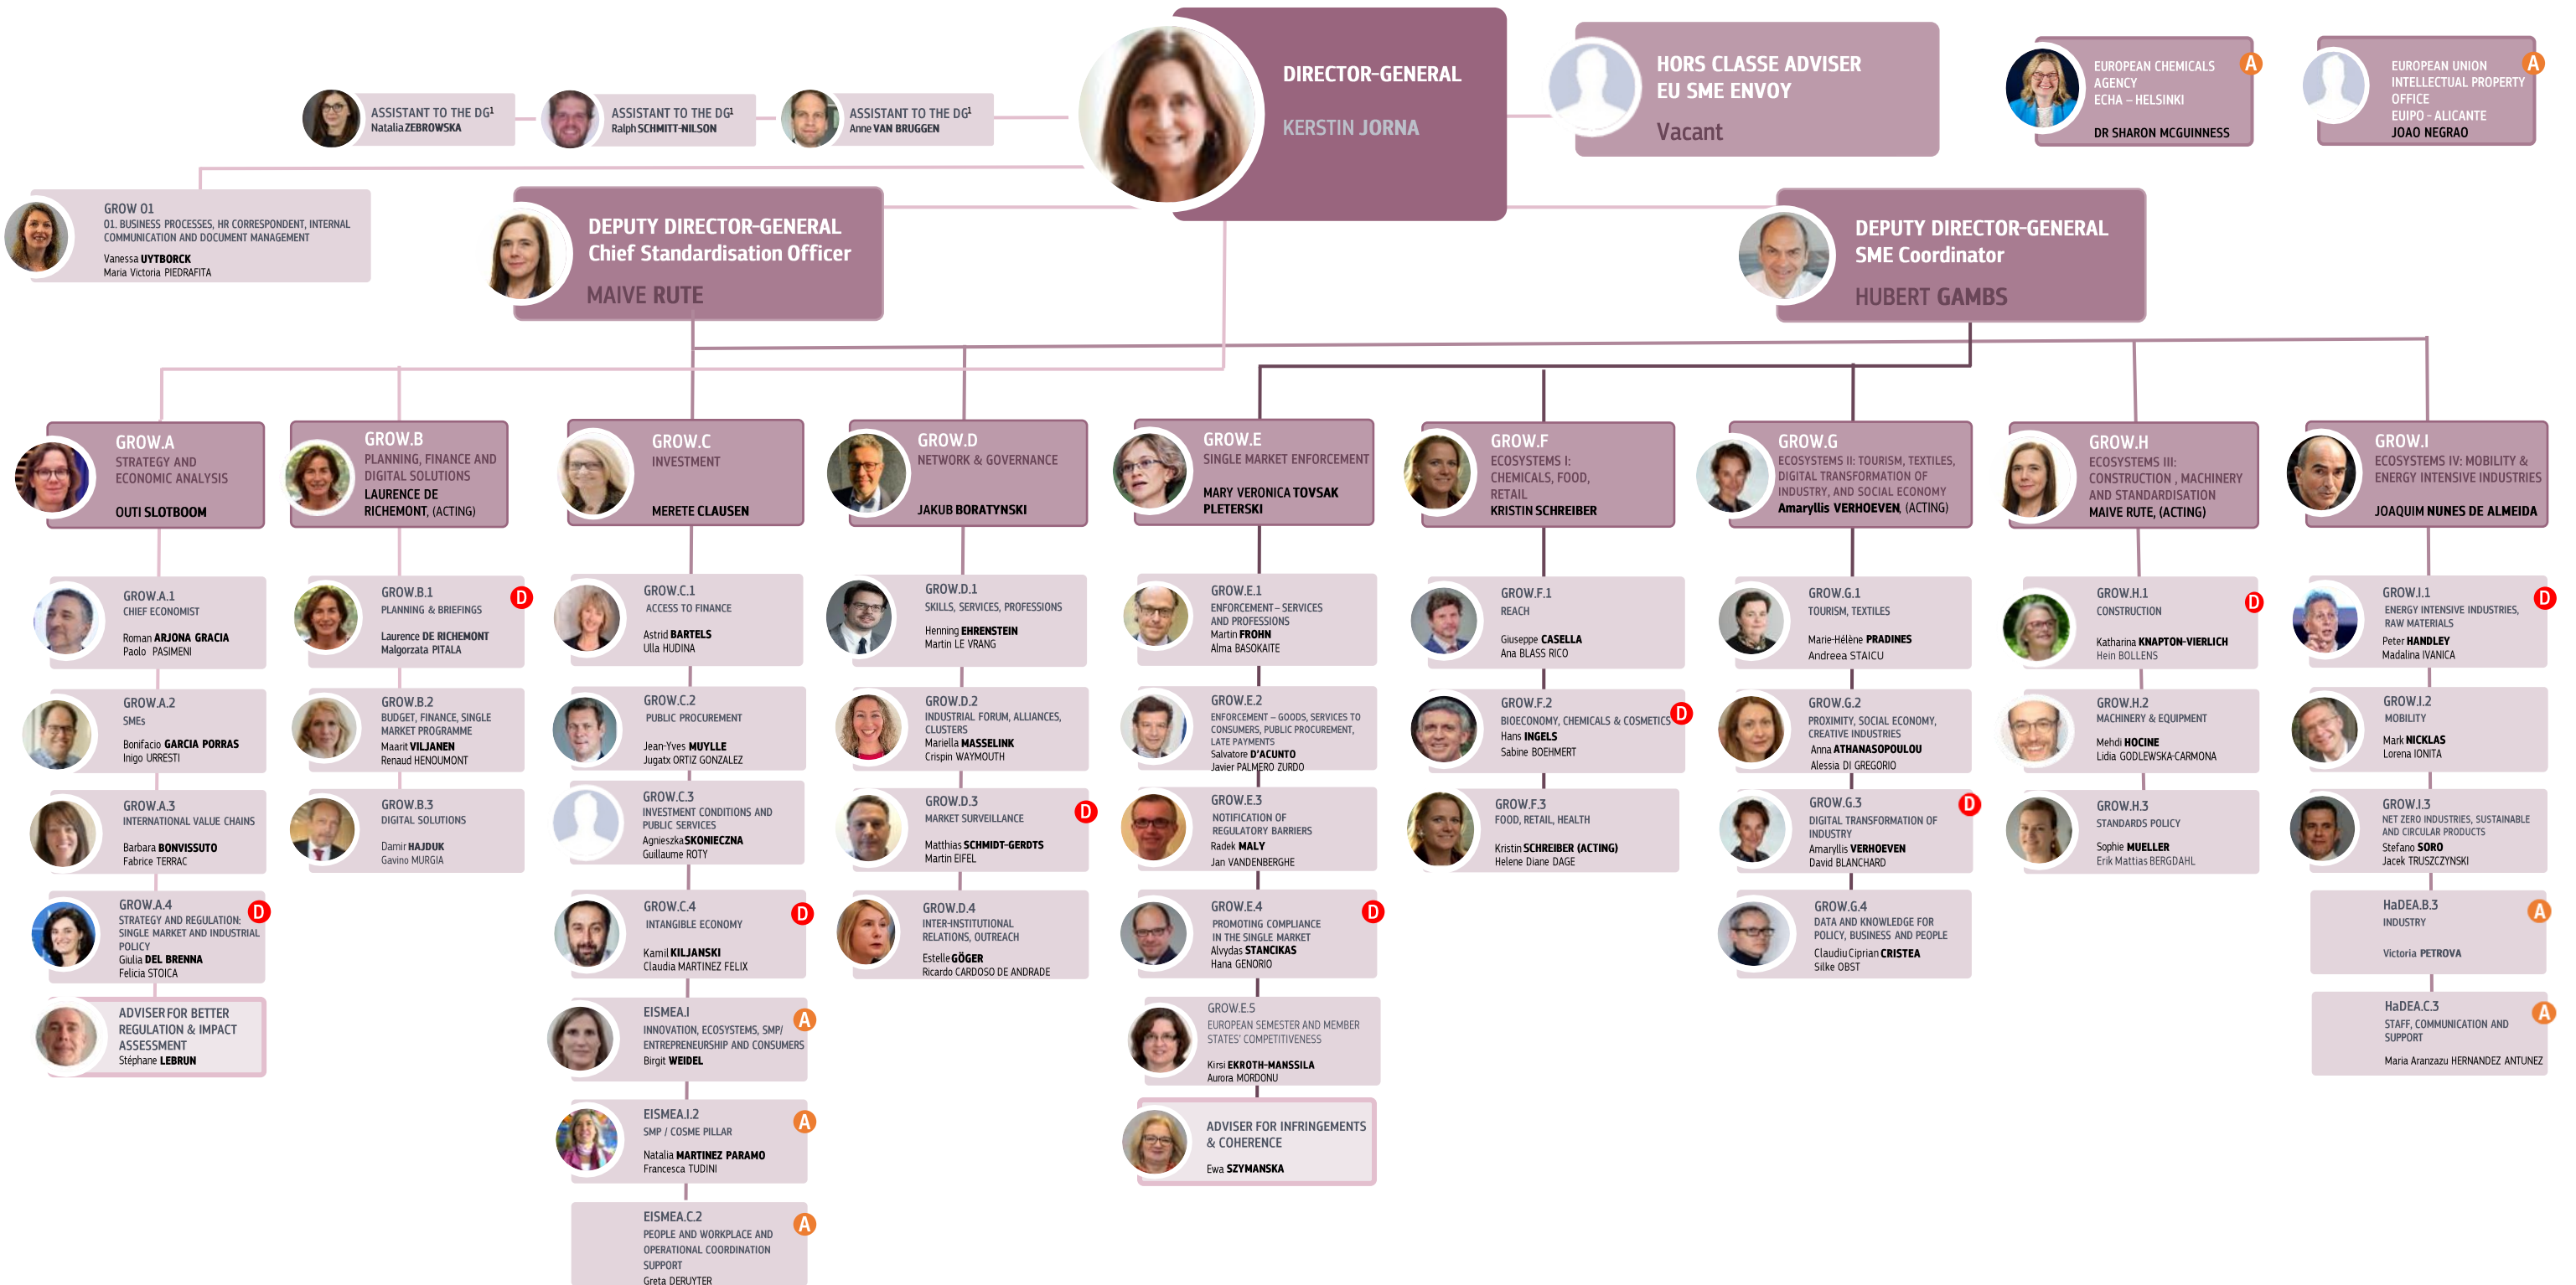 DIRECTOR-GENERAL
KERSTIN JORNA
HORS CLASSE ADVISER
EU SME ENVOY
Vacant
EUROPEAN CHEMICALS
AGENCY
ECHA – HELSINKI
DR SHARON MCGUINNESS
A
EUROPEAN UNION
INTELLECTUAL PROPERTY
OFFICE
EUIPO - ALICANTE
JOAO NEGRAO
A
ASSISTANT TO THE DG¹
Natalia ZEBROWSKA
ASSISTANT TO THE DG¹
Ralph SCHMITT-NILSON
ASSISTANT TO THE DG¹
Anne VAN BRUGGEN
GROW 01
01. BUSINESS PROCESSES, HR CORRESPONDENT, INTERNAL
COMMUNICATION AND DOCUMENT MANAGEMENT
Vanessa UYTBORCK
Maria Victoria PIEDRAFITA
DEPUTY DIRECTOR-GENERAL
Chief Standardisation Officer
MAIVE RUTE
DEPUTY DIRECTOR-GENERAL
SME Coordinator
HUBERT GAMBS
GROW.A
STRATEGY AND
ECONOMIC ANALYSIS
OUTI SLOTBOOM
GROW.A.1
CHIEF ECONOMIST
Roman ARJONA GRACIA
Paolo PASIMENI
GROW.A.2
SMEs
Bonifacio GARCIA PORRAS
Inigo URRESTI
GROW.A.3
INTERNATIONAL VALUE CHAINS
Barbara BONVISSUTO
Fabrice TERRAC
GROW.A.4
D
STRATEGY AND REGULATION:
SINGLE MARKET AND INDUSTRIAL
POLICY
Giulia DEL BRENNA
Felicia STOICA
ADVISER FOR BETTER
REGULATION & IMPACT
ASSESSMENT
Stéphane LEBRUN
GROW.B
PLANNING, FINANCE AND
DIGITAL SOLUTIONS
LAURENCE DE
RICHEMONT, (ACTING)
GROW.B.1
D
PLANNING & BRIEFINGS
Laurence DE RICHEMONT
Malgorzata PITALA
GROW.B.2
BUDGET, FINANCE, SINGLE
MARKET PROGRAMME
Maarit VILJANEN
Renaud HENOUMONT
GROW.B.3
DIGITAL SOLUTIONS
Damir HAJDUK
Gavino MURGIA
GROW.C
INVESTMENT
MERETE CLAUSEN
GROW.C.1
ACCESS TO FINANCE
Astrid BARTELS
Ulla HUDINA
GROW.C.2
PUBLIC PROCUREMENT
Jean-Yves MUYLLE
Jugatx ORTIZ GONZALEZ
GROW.C.3
INVESTMENT CONDITIONS AND
PUBLIC SERVICES
Agnieszka SKONIECZNA
Guillaume ROTY
GROW.C.4
D
INTANGIBLE ECONOMY
Kamil KILJANSKI
Claudia MARTINEZ FELIX
EISMEA.I
A
INNOVATION, ECOSYSTEMS, SMP/
ENTREPRENEURSHIP AND CONSUMERS
Birgit WEIDEL
EISMEA.I.2
A
SMP / COSME PILLAR
Natalia MARTINEZ PARAMO
Francesca TUDINI
EISMEA.C.2
A
PEOPLE AND WORKPLACE AND
OPERATIONAL COORDINATION
SUPPORT
Greta DERUYTER
GROW.D
NETWORK & GOVERNANCE
JAKUB BORATYNSKI
GROW.D.1
SKILLS, SERVICES, PROFESSIONS
Henning EHRENSTEIN
Martin LE VRANG
GROW.D.2
INDUSTRIAL FORUM, ALLIANCES,
CLUSTERS
Mariella MASSELINK
Crispin WAYMOUTH
GROW.D.3
D
MARKET SURVEILLANCE
Matthias SCHMIDT-GERDTS
Martin EIFEL
GROW.D.4
INTER-INSTITUTIONAL
RELATIONS, OUTREACH
Estelle GÖGER
Ricardo CARDOSO DE ANDRADE
GROW.E
SINGLE MARKET ENFORCEMENT
MARY VERONICA TOVSAK
PLETERSKI
GROW.E.1
ENFORCEMENT – SERVICES
AND PROFESSIONS
Martin FROHN
Alma BASOKAITE
GROW.E.2
ENFORCEMENT – GOODS, SERVICES TO
CONSUMERS, PUBLIC PROCUREMENT,
LATE PAYMENTS
Salvatore D'ACUNTO
Javier PALMERO ZURDO
GROW.E.3
NOTIFICATION OF
REGULATORY BARRIERS
Radek MALY
Jan VANDENBERGHE
GROW.E.4
D
PROMOTING COMPLIANCE
IN THE SINGLE MARKET
Alvydas STANCIKAS
Hana GENORIO
GROW.E.5
EUROPEAN SEMESTER AND MEMBER
STATES' COMPETITIVENESS
Kirsi EKROTH-MANSSILA
Aurora MORDONU
ADVISER FOR INFRINGEMENTS
& COHERENCE
Ewa SZYMANSKA
GROW.F
ECOSYSTEMS I:
CHEMICALS, FOOD,
RETAIL
KRISTIN SCHREIBER
GROW.F.1
REACH
Giuseppe CASELLA
Ana BLASS RICO
GROW.F.2
D
BIOECONOMY, CHEMICALS & COSMETICS
Hans INGELS
Sabine BOEHMERT
GROW.F.3
FOOD, RETAIL, HEALTH
Kristin SCHREIBER (ACTING)
Helene Diane DAGE
GROW.G
ECOSYSTEMS II: TOURISM, TEXTILES,
DIGITAL TRANSFORMATION OF
INDUSTRY, AND SOCIAL ECONOMY
Amaryllis VERHOEVEN, (ACTING)
GROW.G.1
TOURISM, TEXTILES
Marie-Hélène PRADINES
Andreea STAICU
GROW.G.2
PROXIMITY, SOCIAL ECONOMY,
CREATIVE INDUSTRIES
Anna ATHANASOPOULOU
Alessia DI GREGORIO
GROW.G.3
D
DIGITAL TRANSFORMATION OF
INDUSTRY
Amaryllis VERHOEVEN
David BLANCHARD
GROW.G.4
DATA AND KNOWLEDGE FOR
POLICY, BUSINESS AND PEOPLE
Claudiu Ciprian CRISTEA
Silke OBST
GROW.H
ECOSYSTEMS III:
CONSTRUCTION , MACHINERY
AND STANDARDISATION
MAIVE RUTE, (ACTING)
GROW.H.1
D
CONSTRUCTION
Katharina KNAPTON-VIERLICH
Hein BOLLENS
GROW.H.2
MACHINERY & EQUIPMENT
Mehdi HOCINE
Lidia GODLEWSKA-CARMONA
GROW.H.3
STANDARDS POLICY
Sophie MUELLER
Erik Mattias BERGDAHL
GROW.I
ECOSYSTEMS IV: MOBILITY &
ENERGY INTENSIVE INDUSTRIES
JOAQUIM NUNES DE ALMEIDA
GROW.I.1
D
ENERGY INTENSIVE INDUSTRIES,
RAW MATERIALS
Peter HANDLEY
Madalina IVANICA
GROW.I.2
MOBILITY
Mark NICKLAS
Lorena IONITA
GROW.I.3
NET ZERO INDUSTRIES, SUSTAINABLE
AND CIRCULAR PRODUCTS
Stefano SORO
Jacek TRUSZCZYNSKI
HaDEA.B.3
A
INDUSTRY
Victoria PETROVA
HaDEA.C.3
A
STAFF, COMMUNICATION AND
SUPPORT
Maria Aranzazu HERNANDEZ ANTUNEZ